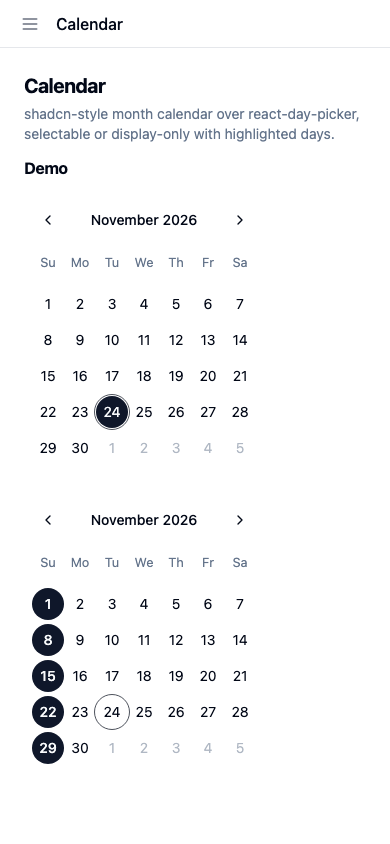 Calendar
Calendar
shadcn-style month calendar over react-day-picker,
selectable or display-only with highlighted days.
Demo
November 2026
Su Mo Tu We Th Fr Sa
1 2 3 4 5 6 7
8 9 10 11 12 13 14
15 16 17 18 19 20 21
22 23 24 25 26 27 28
29 30 1 2 3 4 5
November 2026
Su Mo Tu We Th Fr Sa
1 2 3 4 5 6 7
8 9 10 11 12 13 14
15 16 17 18 19 20 21
22 23 24 25 26 27 28
29 30 1 2 3 4 5